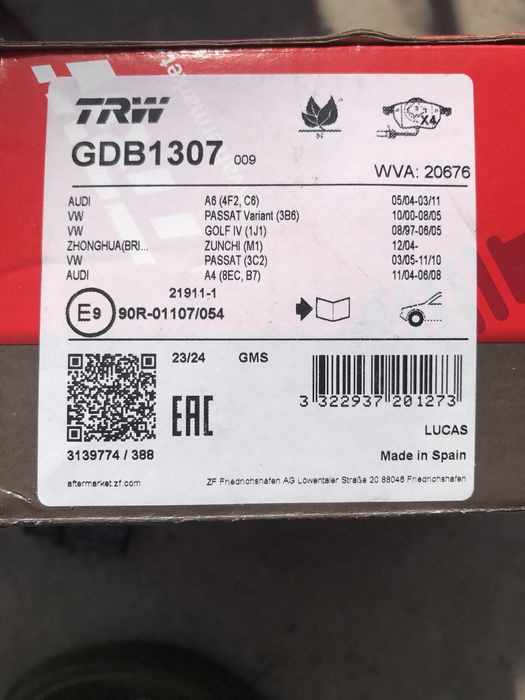 TRW
X4
N
GDB1307 009
WVA: 20676
AUDI A6 (4F2, C6) 05/04-03/11
VW PASSAT Variant (3B6) 10/00-08/05
VW GOLF IV (1J1) 08/97-06/05
ZHONGHUA(BRI... ZUNCHI (M1) 12/04-
VW PASSAT (3C2) 03/05-11/10
AUDI A4 (8EC, B7) 11/04-06/08
21911-1
E9 90R-01107/054
23/24 GMS
EAC
3 322937 201273
LUCAS
3139774 / 388
Made in Spain
aftermarket.zf.com
ZF Friedrichshafen AG Löwentaler Straße 20 88046 Friedrichshafen